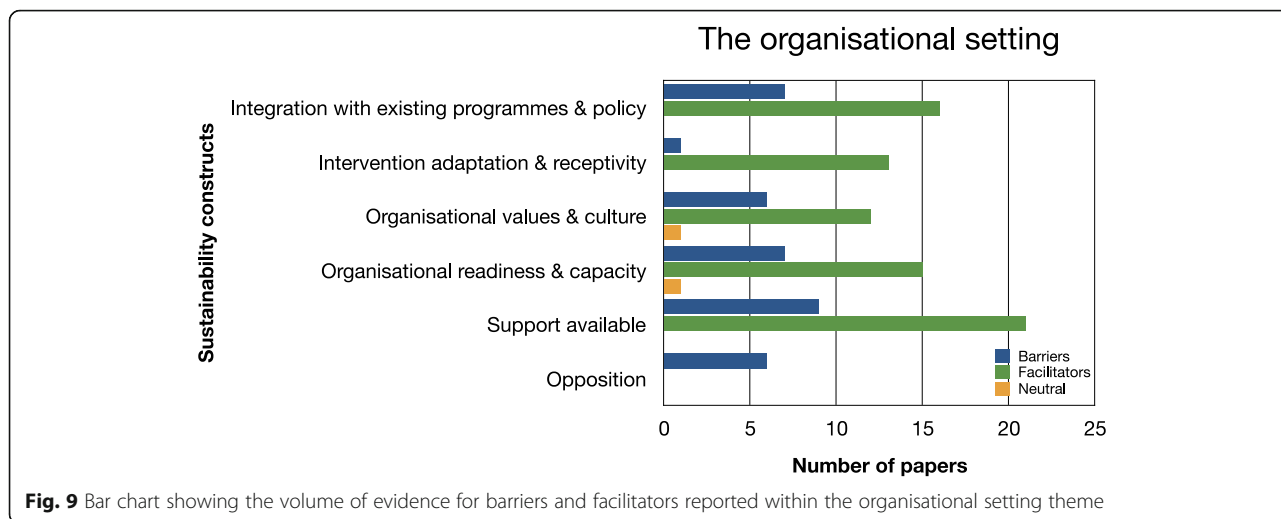 The organisational setting
Sustainability constructs
Integration with existing programmes & policy
Intervention adaptation & receptivity
Organisational values & culture
Organisational readiness & capacity
Support available
Opposition
Barriers
Facilitators
Neutral
0 5 10 15 20 25
Number of papers
Fig. 9 Bar chart showing the volume of evidence for barriers and facilitators reported within the organisational setting theme